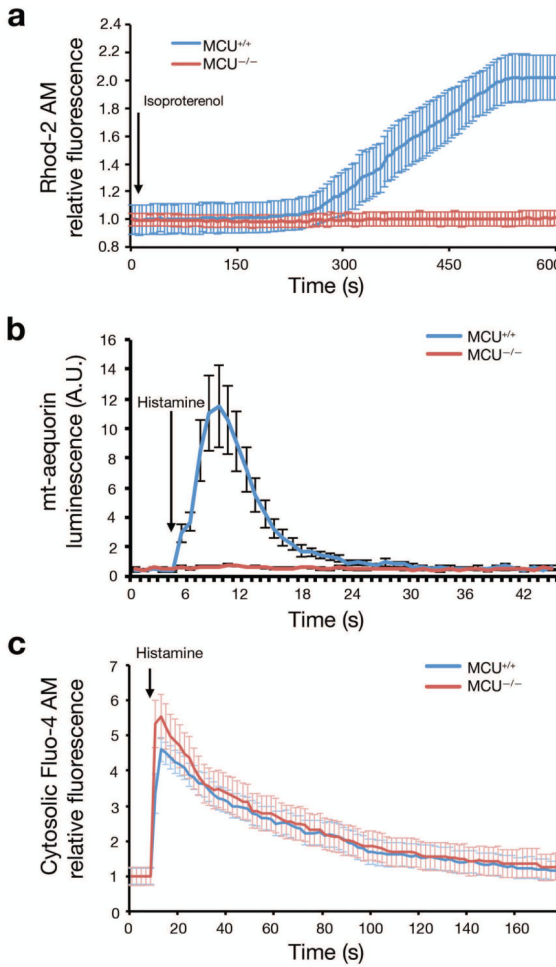 a
MCU+/+
MCU−/−
Isoproterenol
Rhod-2 AM
relative fluorescence
2.2
2.0
1.8
1.6
1.4
1.2
1.0
0.8
0 150 300 450 600
Time (s)
b
MCU+/+
MCU−/−
Histamine
mt-aequorin
luminescence (A.U.)
16
14
12
10
8
6
4
2
0
0 6 12 18 24 30 36 42
Time (s)
c
Histamine
MCU+/+
MCU−/−
Cytosolic Fluo-4 AM
relative fluorescence
7
6
5
4
3
2
1
0
0 20 40 60 80 100 120 140 160
Time (s)